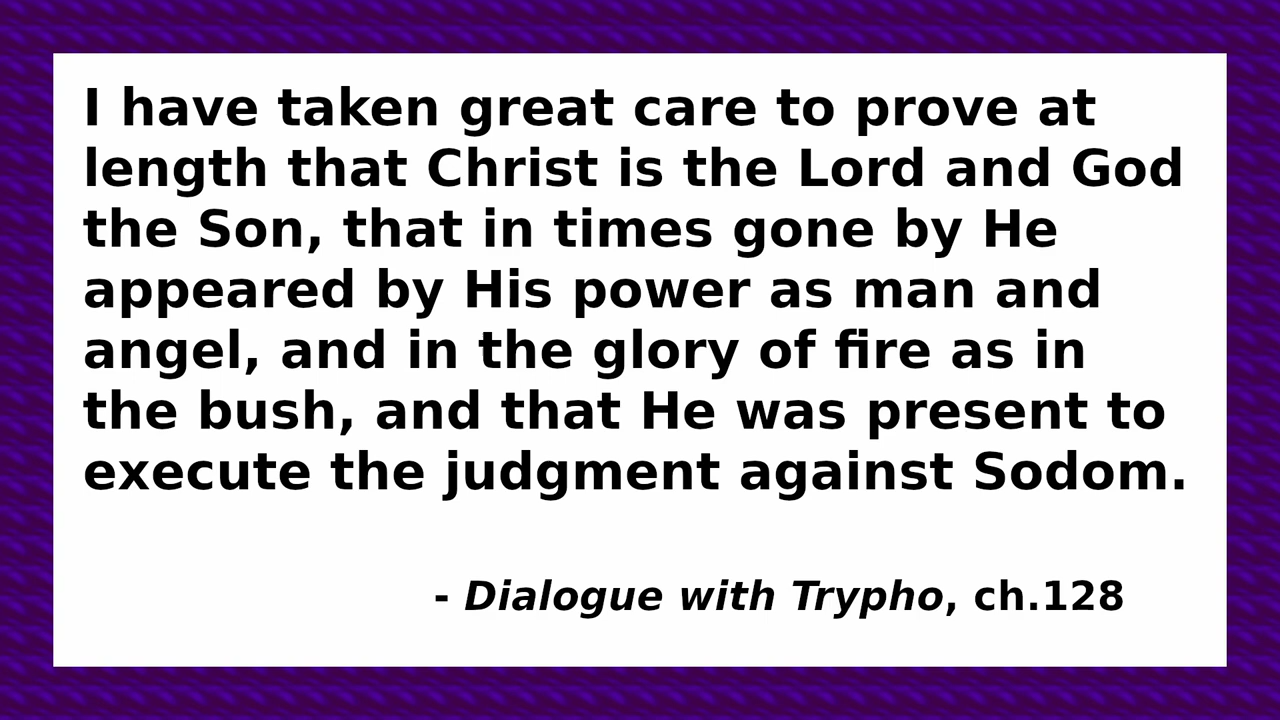 I have taken great care to prove at
length that Christ is the Lord and God
the Son, that in times gone by He
appeared by His power as man and
angel, and in the glory of fire as in
the bush, and that He was present to
execute the judgment against Sodom.
- Dialogue with Trypho, ch.128